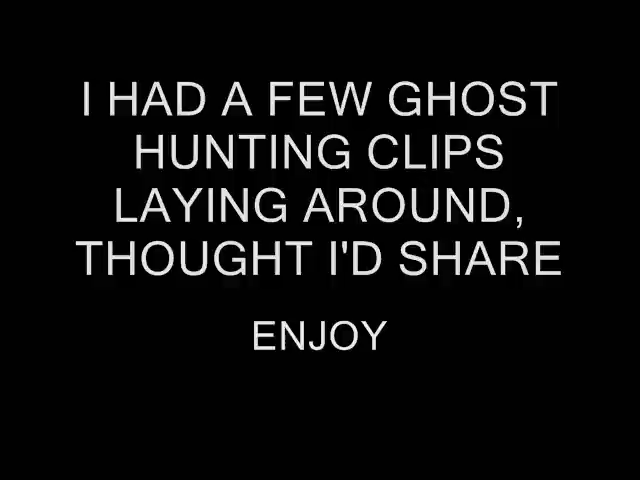 I HAD A FEW GHOST
HUNTING CLIPS
LAYING AROUND,
THOUGHT I'D SHARE
ENJOY